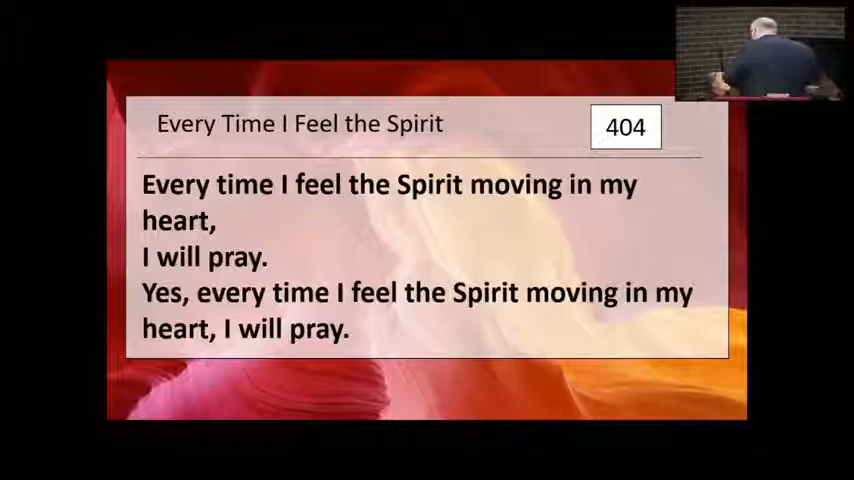 Every Time I Feel the Spirit
404
Every time I feel the Spirit moving in my
heart,
I will pray.
Yes, every time I feel the Spirit moving in my
heart, I will pray.